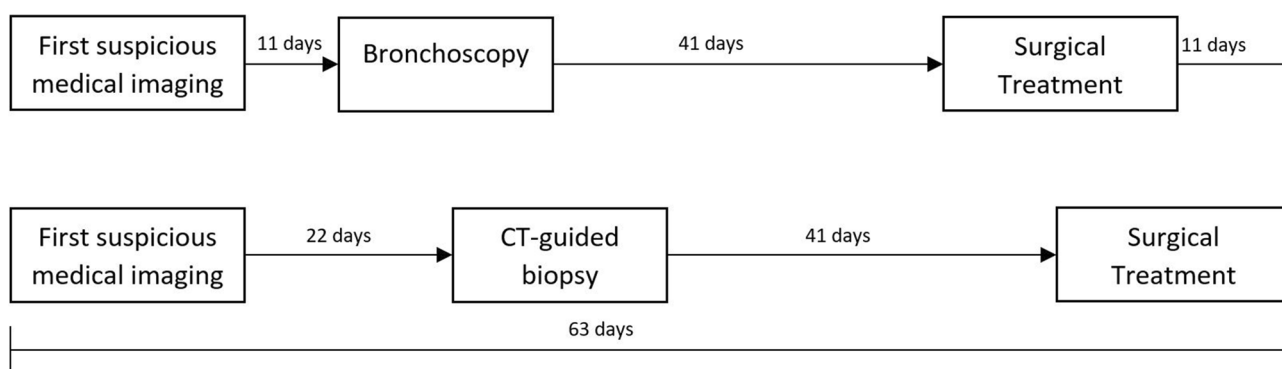 First suspicious
medical imaging
11 days
Bronchoscopy
41 days
Surgical
Treatment
11 days
First suspicious
medical imaging
22 days
CT-guided
biopsy
41 days
Surgical
Treatment
63 days